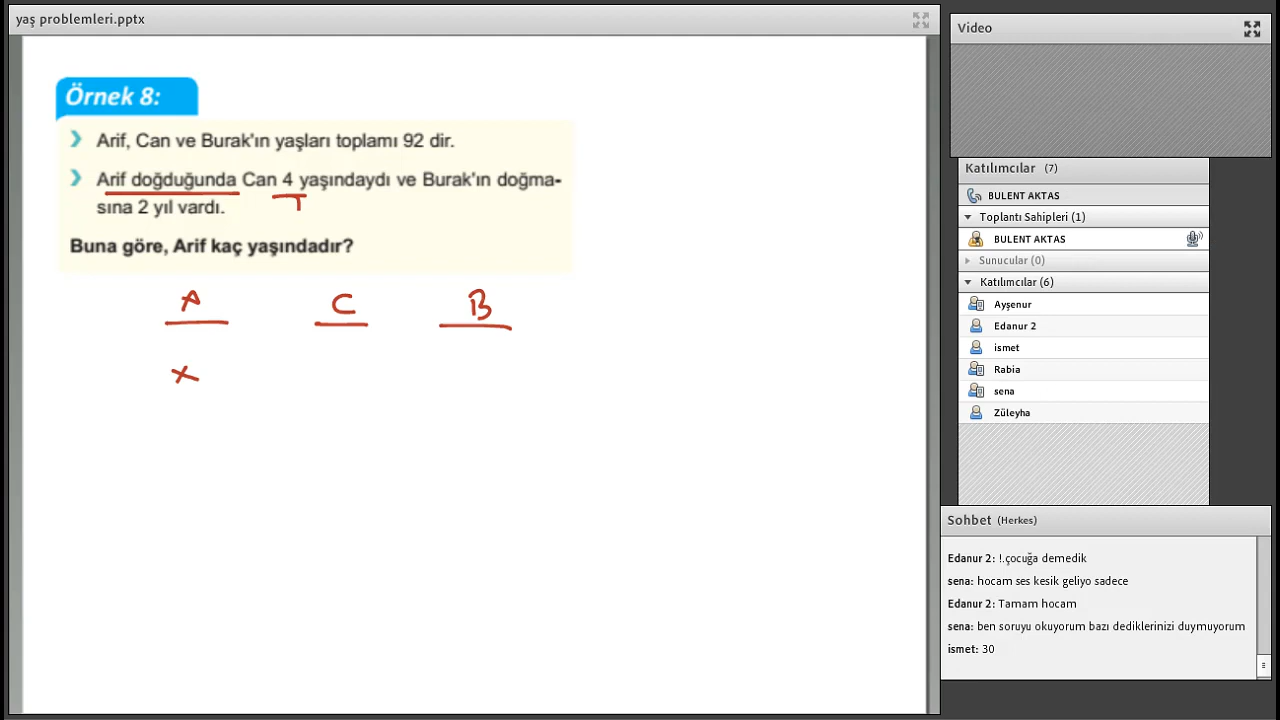 yaş problemleri.pptx
Örnek 8:
Arif, Can ve Burak'ın yaşları toplamı 92 dir.
Arif doğduğunda Can 4 yaşındaydı ve Burak'ın doğma-
sına 2 yıl vardı.
Buna göre, Arif kaç yaşındadır?
A C B
x
Video
Katılımcılar (7)
BULENT AKTAS
Toplantı Sahipleri (1)
BULENT AKTAS
Sunucular (0)
Katılımcılar (6)
Ayşenur
Edanur 2
ismet
Rabia
sena
Züleyha
Sohbet (Herkes)
Edanur 2: !.çocuğa demedik
sena: hocam ses kesik geliyo sadece
Edanur 2: Tamam hocam
sena: ben soruyu okuyorum bazı dediklerinizi duymuyorum
ismet: 30